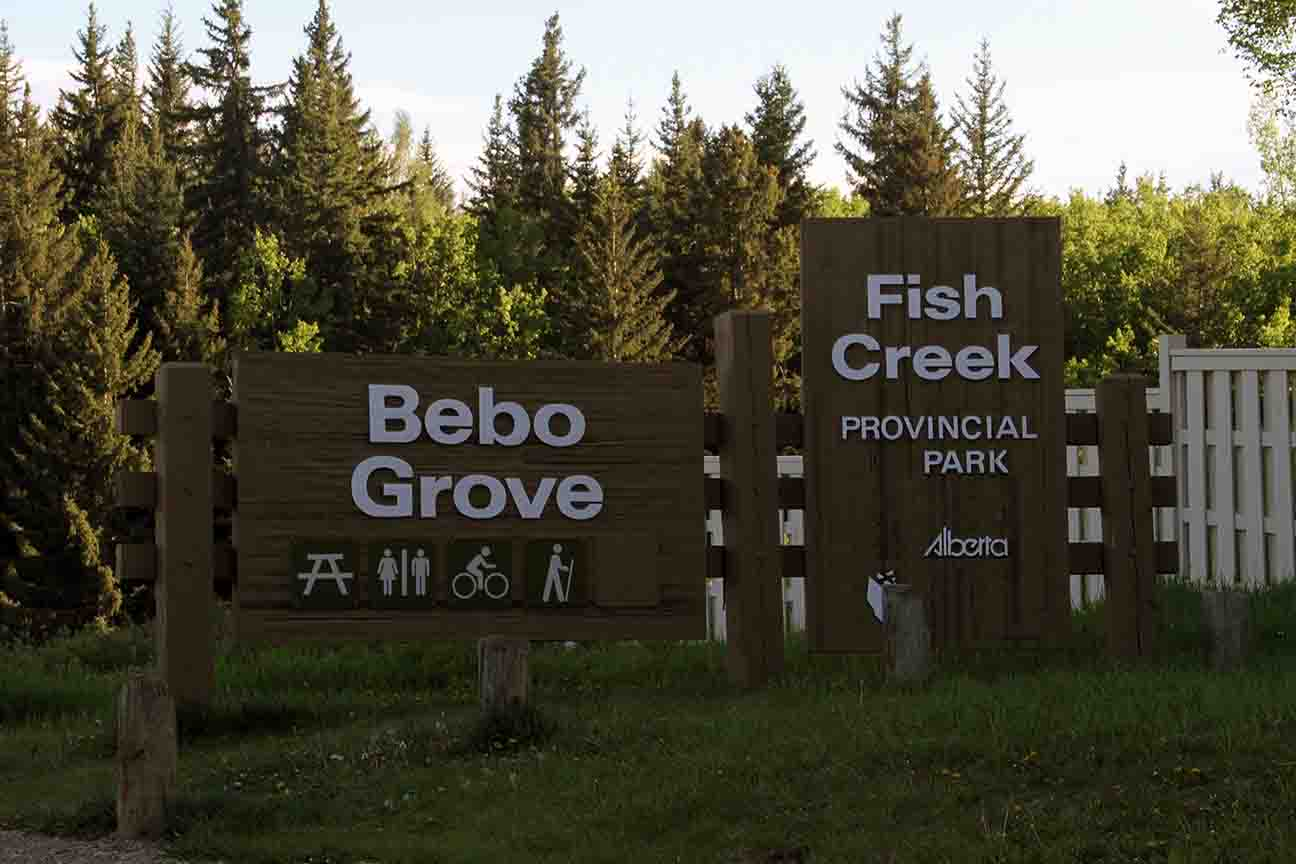 Bebo
Grove
Fish
Creek
PROVINCIAL
PARK
Alberta